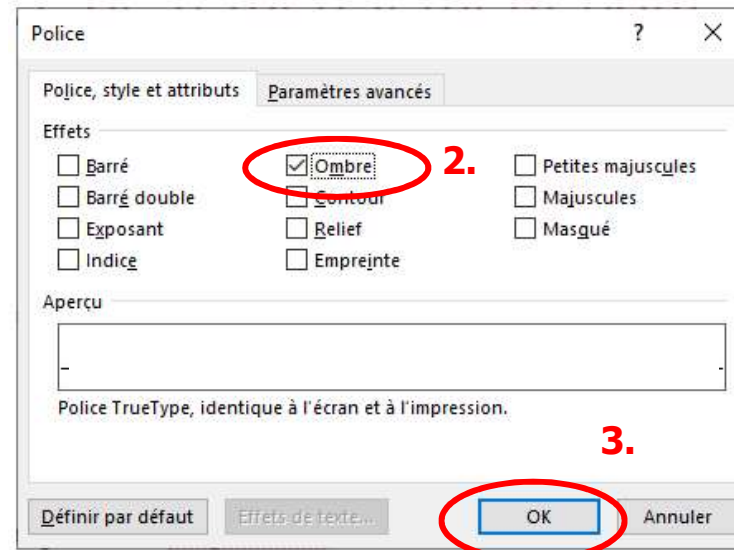 Police ?
Police, style et attributs Paramètres avancés
Effets
Barré Ombre 2. Petites majuscules
Barré double Contour Majuscules
Exposant Relief Masqué
Indice Empreinte
Aperçu
Police TrueType, identique à l'écran et à l'impression.
3.
Définir par défaut Effets de texte... OK Annuler